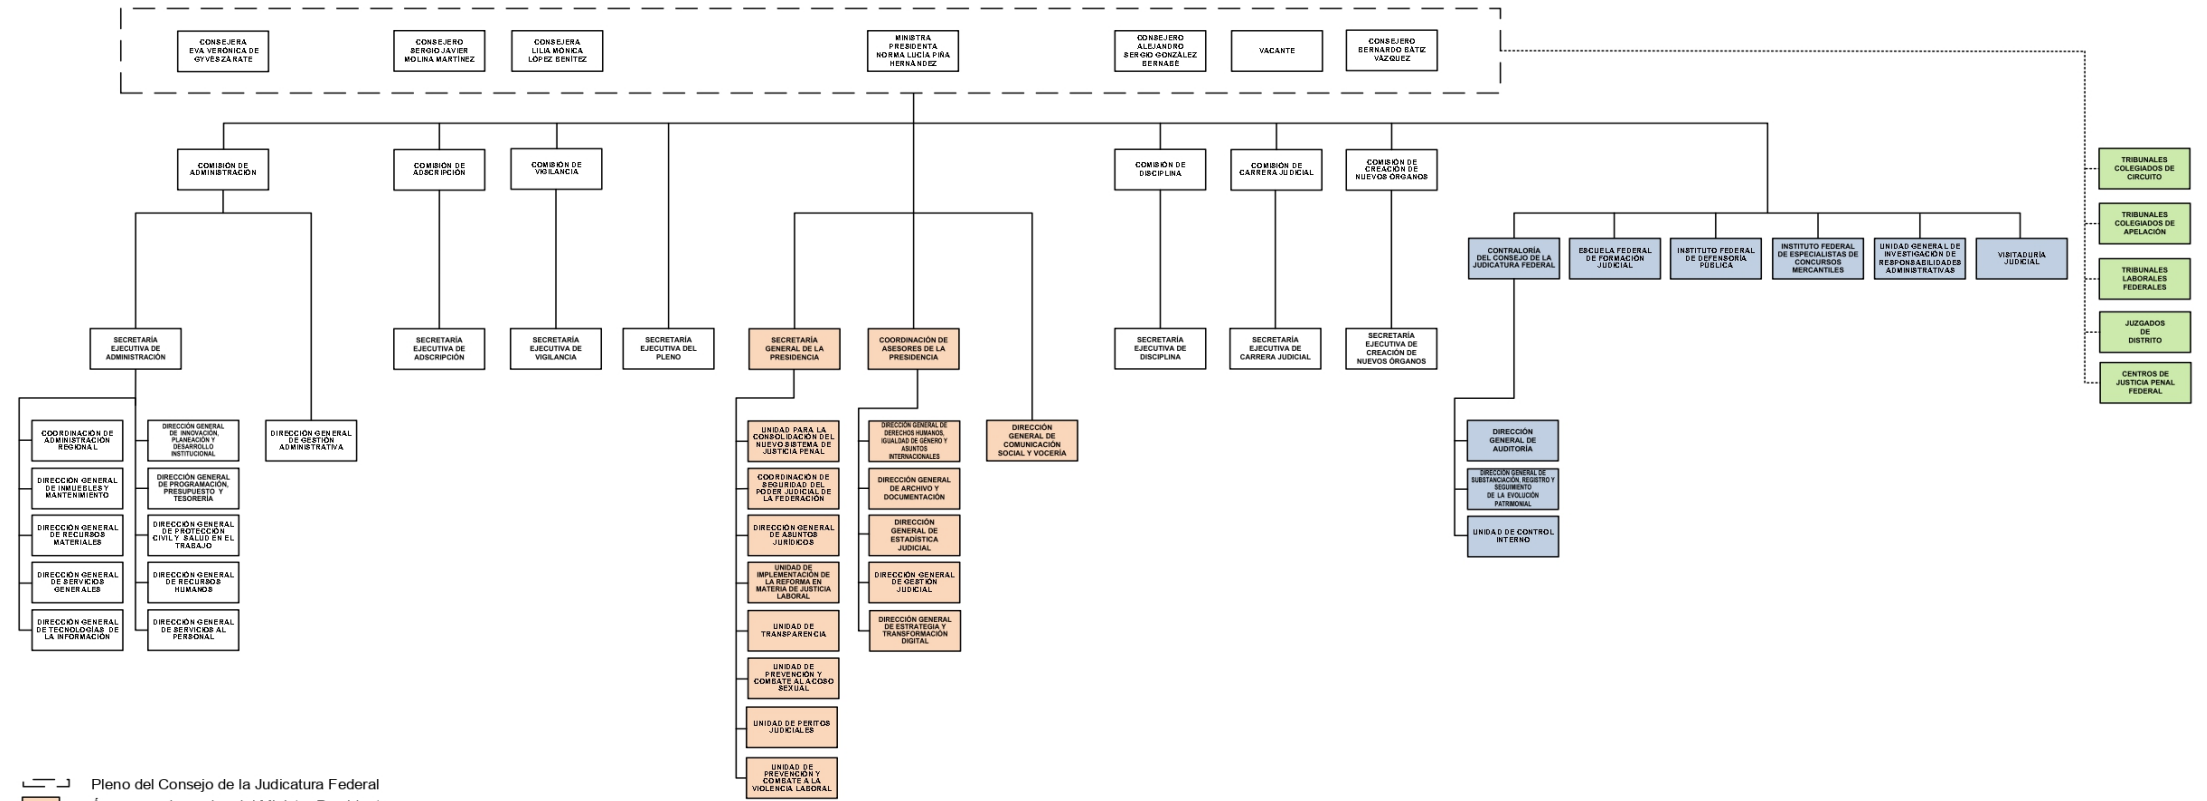 CONSEJERA
EVA VERÓNICA DE
GYVÉS ZÁRATE
CONSEJERO
SERGIO JAVIER
MOLINA MARTÍNEZ
CONSEJERA
LILIA MÓNICA
LÓPEZ BENÍTEZ
MINISTRA
PRESIDENTA
NORMA LUCÍA PIÑA
HERNÁNDEZ
CONSEJERO
ALEJANDRO
SERGIO GONZÁLEZ
BERNABÉ
VACANTE
CONSEJERO
BERNARDO BÁTIZ
VÁZQUEZ
COMISIÓN DE
ADMINISTRACIÓN
COMISIÓN DE
ADSCRIPCIÓN
COMISIÓN DE
VIGILANCIA
COMISIÓN DE
DISCIPLINA
COMISIÓN DE
CARRERA JUDICIAL
COMISIÓN DE
CREACIÓN DE
NUEVOS ÓRGANOS
TRIBUNALES
COLEGIADOS DE
CIRCUITO
TRIBUNALES
COLEGIADOS DE
APELACIÓN
TRIBUNALES
LABORALES
FEDERALES
JUZGADOS
DE
DISTRITO
CENTROS DE
JUSTICIA PENAL
FEDERAL
CONTRALORÍA
DEL CONSEJO DE LA
JUDICATURA FEDERAL
ESCUELA FEDERAL
DE FORMACIÓN
JUDICIAL
INSTITUTO FEDERAL
DE DEFENSORÍA
PÚBLICA
INSTITUTO FEDERAL
DE ESPECIALISTAS DE
CONCURSOS
MERCANTILES
UNIDAD GENERAL DE
INVESTIGACIÓN DE
RESPONSABILIDADES
ADMINISTRATIVAS
VISITADURÍA
JUDICIAL
SECRETARÍA
EJECUTIVA DE
ADMINISTRACIÓN
SECRETARÍA
EJECUTIVA DE
ADSCRIPCIÓN
SECRETARÍA
EJECUTIVA DE
VIGILANCIA
SECRETARÍA
EJECUTIVA DEL
PLENO
SECRETARÍA
GENERAL DE LA
PRESIDENCIA
COORDINACIÓN DE
ASESORES DE LA
PRESIDENCIA
SECRETARÍA
EJECUTIVA DE
DISCIPLINA
SECRETARÍA
EJECUTIVA DE
CARRERA JUDICIAL
SECRETARÍA
EJECUTIVA DE
CREACIÓN DE
NUEVOS ÓRGANOS
COORDINACIÓN DE
ADMINISTRACIÓN
REGIONAL
DIRECCIÓN GENERAL
DE INMUEBLES Y
MANTENIMIENTO
DIRECCIÓN GENERAL
DE RECURSOS
MATERIALES
DIRECCIÓN GENERAL
DE SERVICIOS
GENERALES
DIRECCIÓN GENERAL
DE TECNOLOGÍAS DE
LA INFORMACIÓN
DIRECCIÓN GENERAL
DE INNOVACIÓN,
PLANEACIÓN Y
DESARROLLO
INSTITUCIONAL
DIRECCIÓN GENERAL
DE PROGRAMACIÓN,
PRESUPUESTO Y
TESORERÍA
DIRECCIÓN GENERAL
DE PROTECCIÓN
CIVIL Y SALUD EN EL
TRABAJO
DIRECCIÓN GENERAL
DE RECURSOS
HUMANOS
DIRECCIÓN GENERAL
DE SERVICIOS AL
PERSONAL
DIRECCIÓN GENERAL
DE GESTIÓN
ADMINISTRATIVA
UNIDAD PARA LA
CONSOLIDACIÓN DEL
NUEVO SISTEMA DE
JUSTICIA PENAL
COORDINACIÓN DE
SEGURIDAD DEL
PODER JUDICIAL DE
LA FEDERACIÓN
DIRECCIÓN GENERAL
DE ASUNTOS
JURÍDICOS
UNIDAD DE
IMPLEMENTACIÓN DE
LA REFORMA EN
MATERIA DE JUSTICIA
LABORAL
UNIDAD DE
TRANSPARENCIA
UNIDAD DE
PREVENCIÓN Y
COMBATE AL ACOSO
SEXUAL
UNIDAD DE PERITOS
JUDICIALES
UNIDAD DE
PREVENCIÓN Y
COMBATE A LA
VIOLENCIA LABORAL
DIRECCIÓN GENERAL DE
DERECHOS HUMANOS,
IGUALDAD DE GÉNERO Y
ASUNTOS
INTERNACIONALES
DIRECCIÓN GENERAL
DE ARCHIVO Y
DOCUMENTACIÓN
DIRECCIÓN
GENERAL DE
ESTADÍSTICA
JUDICIAL
DIRECCIÓN GENERAL
DE GESTIÓN
JUDICIAL
DIRECCIÓN GENERAL
DE ESTRATEGIA Y
TRANSFORMACIÓN
DIGITAL
DIRECCIÓN
GENERAL DE
COMUNICACIÓN
SOCIAL Y VOCERÍA
DIRECCIÓN
GENERAL DE
AUDITORÍA
DIRECCIÓN GENERAL DE
SUBSTANCIACIÓN, REGISTRO Y
SEGUIMIENTO
DE LA EVOLUCIÓN
PATRIMONIAL
UNIDAD DE CONTROL
INTERNO
Pleno del Consejo de la Judicatura Federal